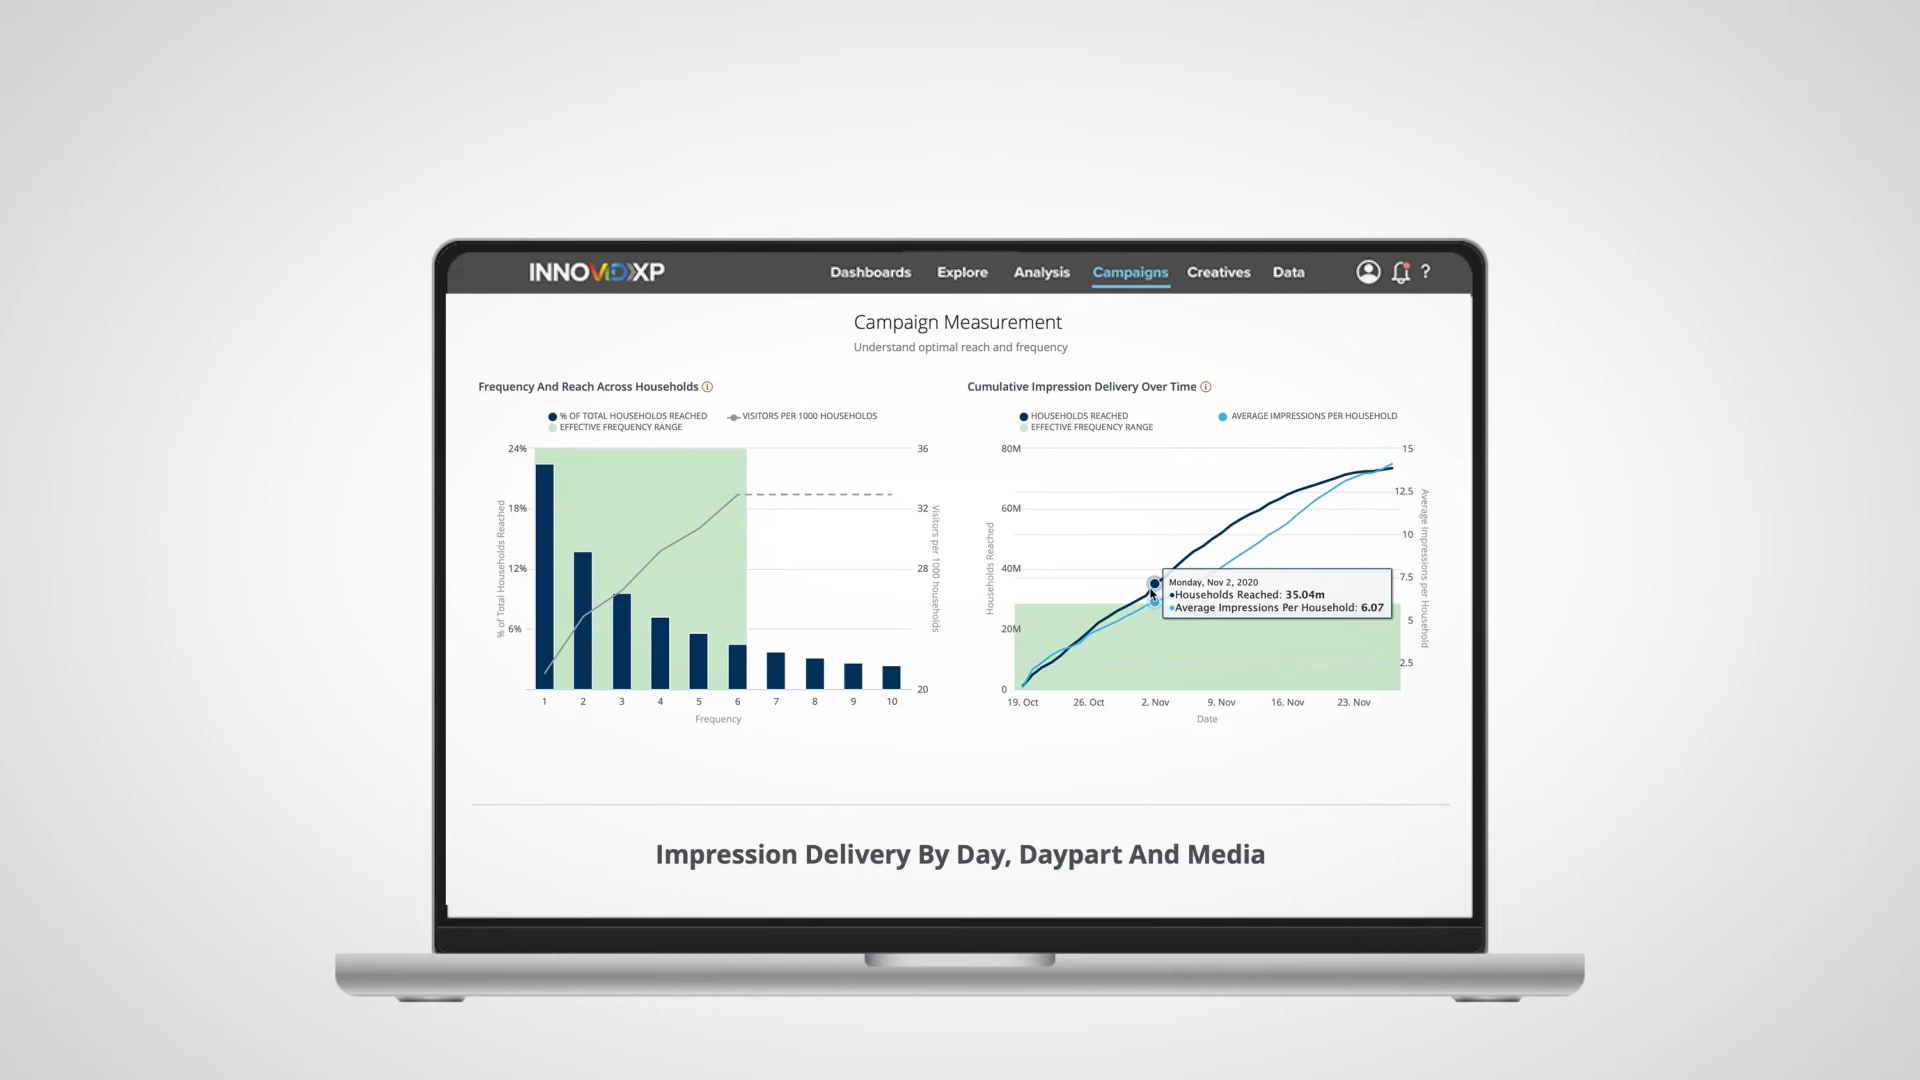 INNOVIDXP
Dashboards Explore Analysis Campaigns Creatives Data ?
Campaign Measurement
Understand optimal reach and frequency
Frequency And Reach Across Households
% OF TOTAL HOUSEHOLDS REACHED VISITORS PER 1000 HOUSEHOLDS
EFFECTIVE FREQUENCY RANGE
24% 36
18% 32
12% 28
6%
20
% of Total Households Reached
Visitors per 1000 households
1 2 3 4 5 6 7 8 9 10
Frequency
Cumulative Impression Delivery Over Time
HOUSEHOLDS REACHED AVERAGE IMPRESSIONS PER HOUSEHOLD
EFFECTIVE FREQUENCY RANGE
80M 15
12.5
60M
10
40M
7.5
5
20M
2.5
0
Households Reached
Average Impressions per Household
Monday, Nov 2, 2020
Households Reached: 35.04m
Average Impressions Per Household: 6.07
19. Oct 26. Oct 2. Nov 9. Nov 16. Nov 23. Nov
Date
Impression Delivery By Day, Daypart And Media